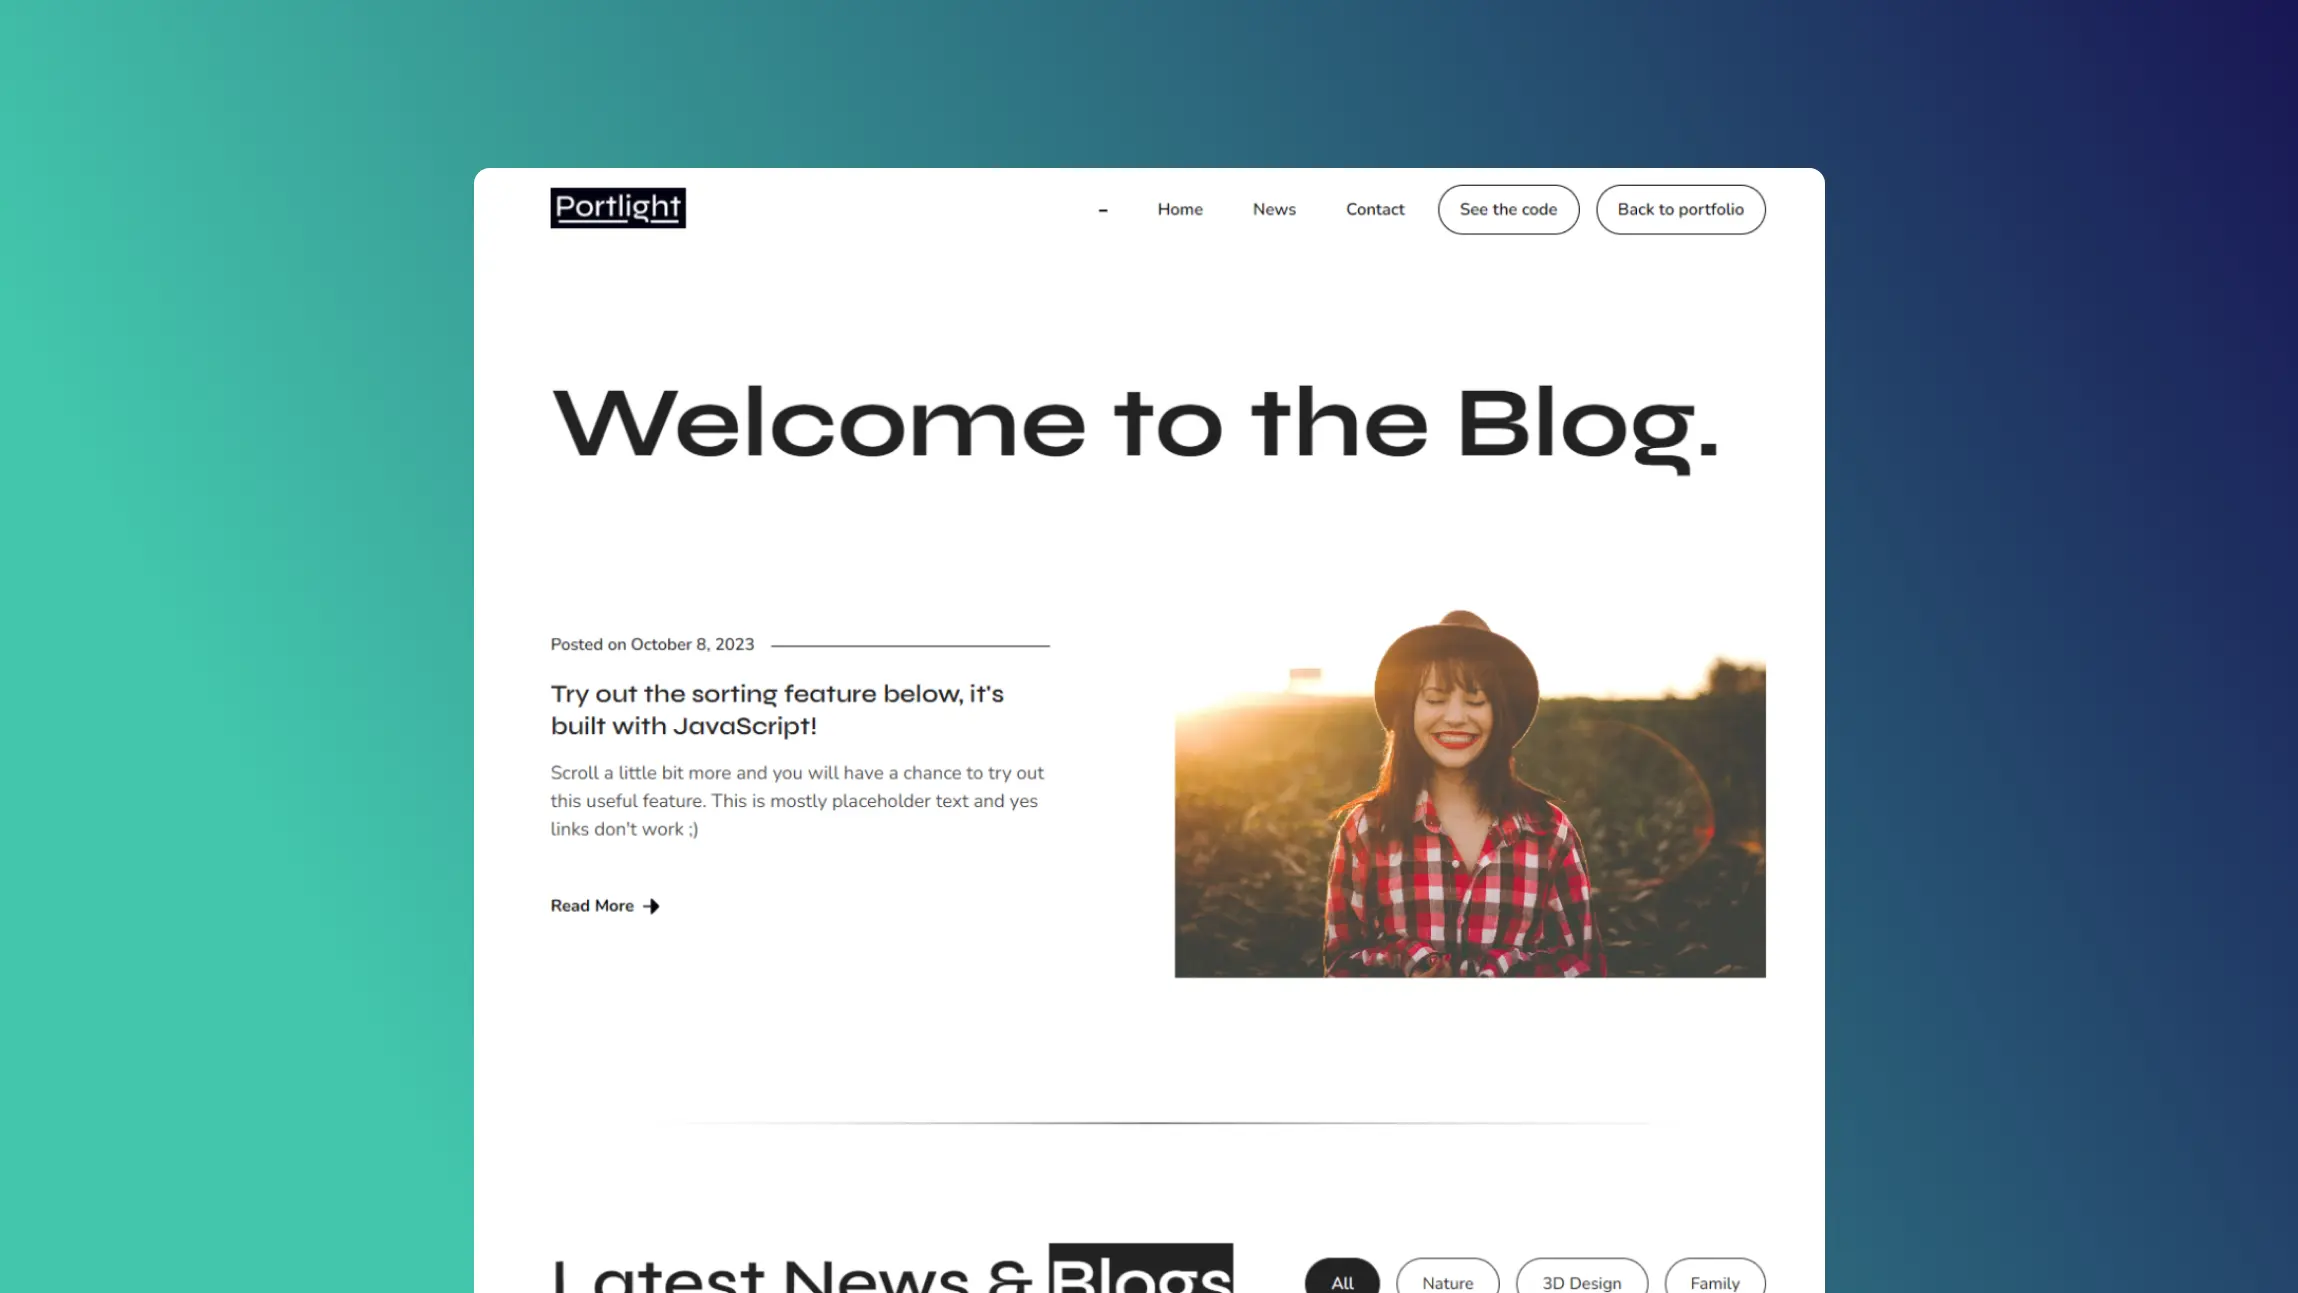 Portlight
–
Home
News
Contact
See the code
Back to portfolio
Welcome to the Blog.
Posted on October 8, 2023
Try out the sorting feature below, it's
built with JavaScript!
Scroll a little bit more and you will have a chance to try out
this useful feature. This is mostly placeholder text and yes
links don't work ;)
Read More
Latest News & Blogs
All
Nature
3D Design
Family